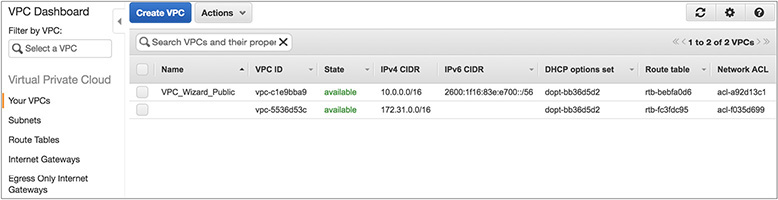 VPC Dashboard
Filter by VPC:
Select a VPC
Virtual Private Cloud
Your VPCs
Subnets
Route Tables
Internet Gateways
Egress Only Internet
Gateways
Create VPC Actions
Search VPCs and their proper
1 to 2 of 2 VPCs
Name VPC ID State IPv4 CIDR IPv6 CIDR DHCP options set Route table Network ACL
VPC_Wizard_Public vpc-c1e9bba9 available 10.0.0.0/16 2600:1f16:83e:e700::/56 dopt-bb36d5d2 rtb-bebfa0d6 acl-a92d13c1
vpc-5536d53c available 172.31.0.0/16 dopt-bb36d5d2 rtb-fc3fdc95 acl-f035d699